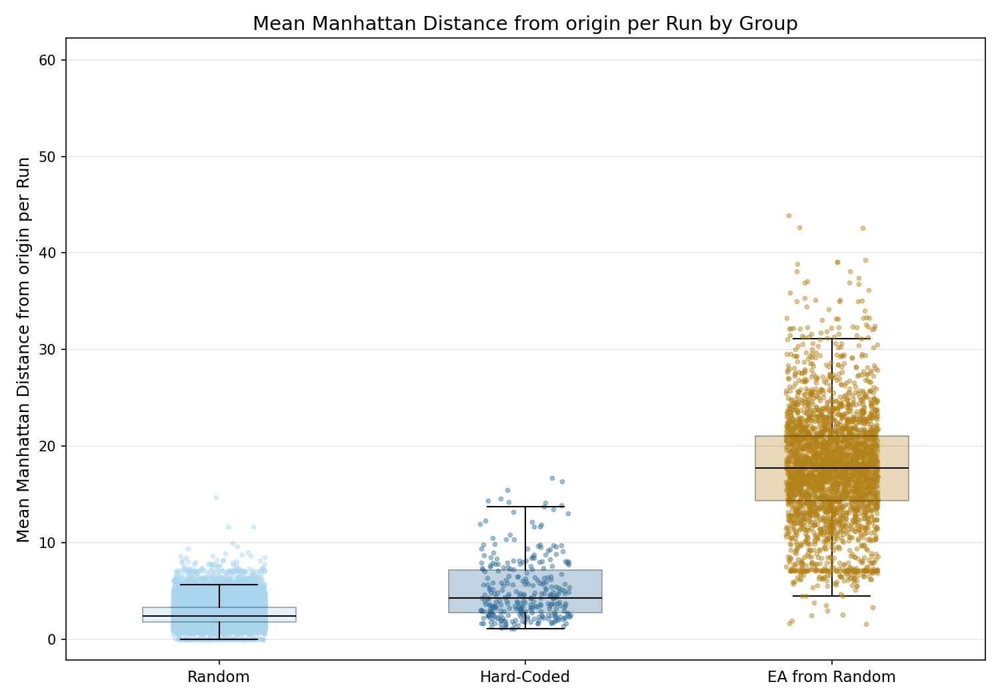 Mean Manhattan Distance from origin per Run by Group
Mean Manhattan Distance from origin per Run
60
50
40
30
20
10
0
Random
Hard-Coded
EA from Random